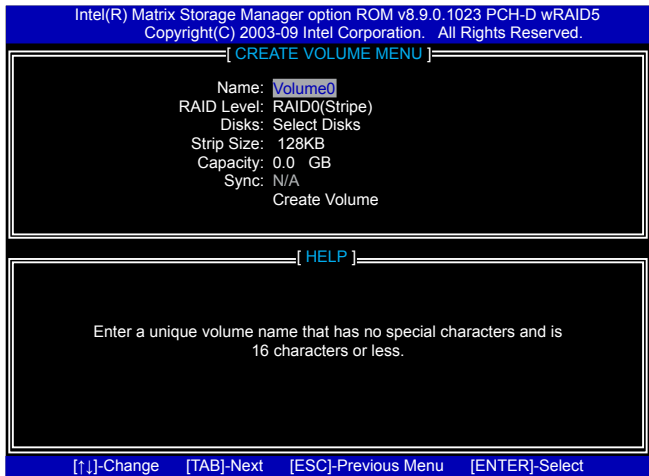 Intel(R) Matrix Storage Manager option ROM v8.9.0.1023 PCH-D wRAID5
Copyright(C) 2003-09 Intel Corporation. All Rights Reserved.
[ CREATE VOLUME MENU ]
Name: Volume0
RAID Level: RAID0(Stripe)
Disks: Select Disks
Strip Size: 128KB
Capacity: 0.0 GB
Sync: N/A
Create Volume
[ HELP ]
Enter a unique volume name that has no special characters and is
16 characters or less.
[↑↓]-Change [TAB]-Next [ESC]-Previous Menu [ENTER]-Select